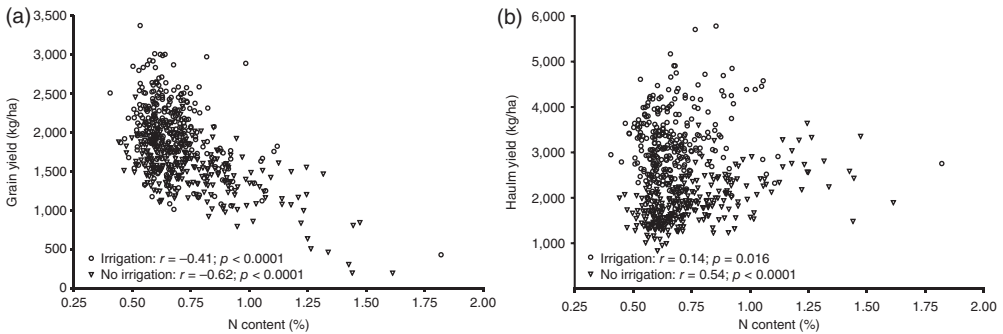 (a)
3,500
3,000
2,500
2,000
1,500
1,000
500
0
Grain yield (kg/ha)
Irrigation: r = –0.41; p < 0.0001
No irrigation: r = –0.62; p < 0.0001
0.25 0.50 0.75 1.00 1.25 1.50 1.75 2.00
N content (%)
(b)
6,000
5,000
4,000
3,000
2,000
1,000
Haulm yield (kg/ha)
Irrigation: r = 0.14; p = 0.016
No irrigation: r = 0.54; p < 0.0001
0.25 0.50 0.75 1.00 1.25 1.50 1.75 2.00
N content (%)